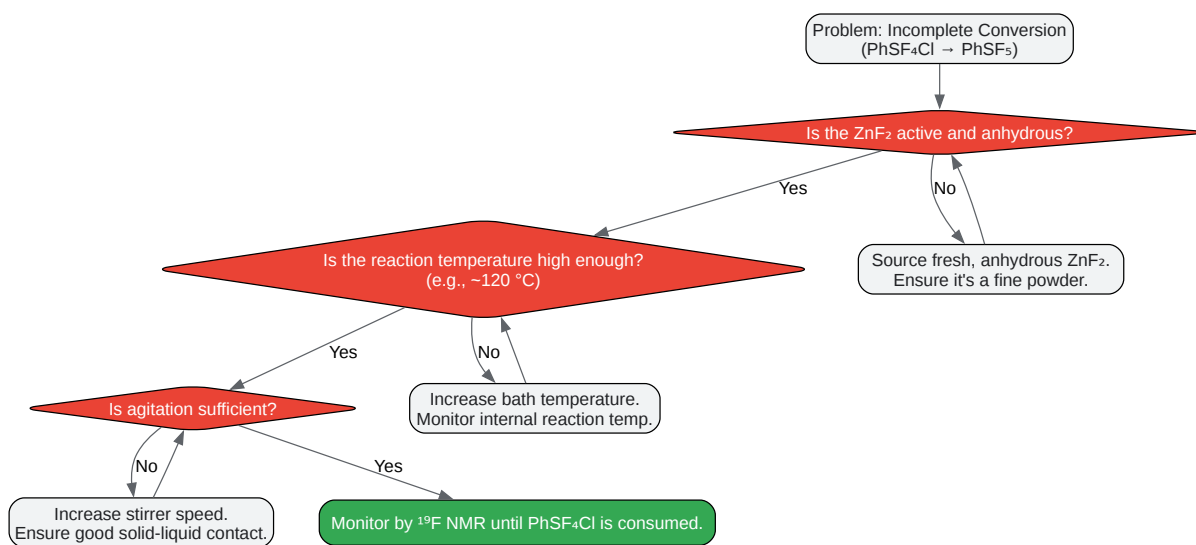 Problem: Incomplete Conversion
(PhSF₄Cl → PhSF₅)
Is the ZnF₂ active and anhydrous?
Yes
No
Is the reaction temperature high enough?
(e.g., ~120 °C)
Source fresh, anhydrous ZnF₂.
Ensure it's a fine powder.
Yes
No
Is agitation sufficient?
Increase bath temperature.
Monitor internal reaction temp.
No
Yes
Increase stirrer speed.
Ensure good solid-liquid contact.
Monitor by ¹⁹F NMR until PhSF₄Cl is consumed.